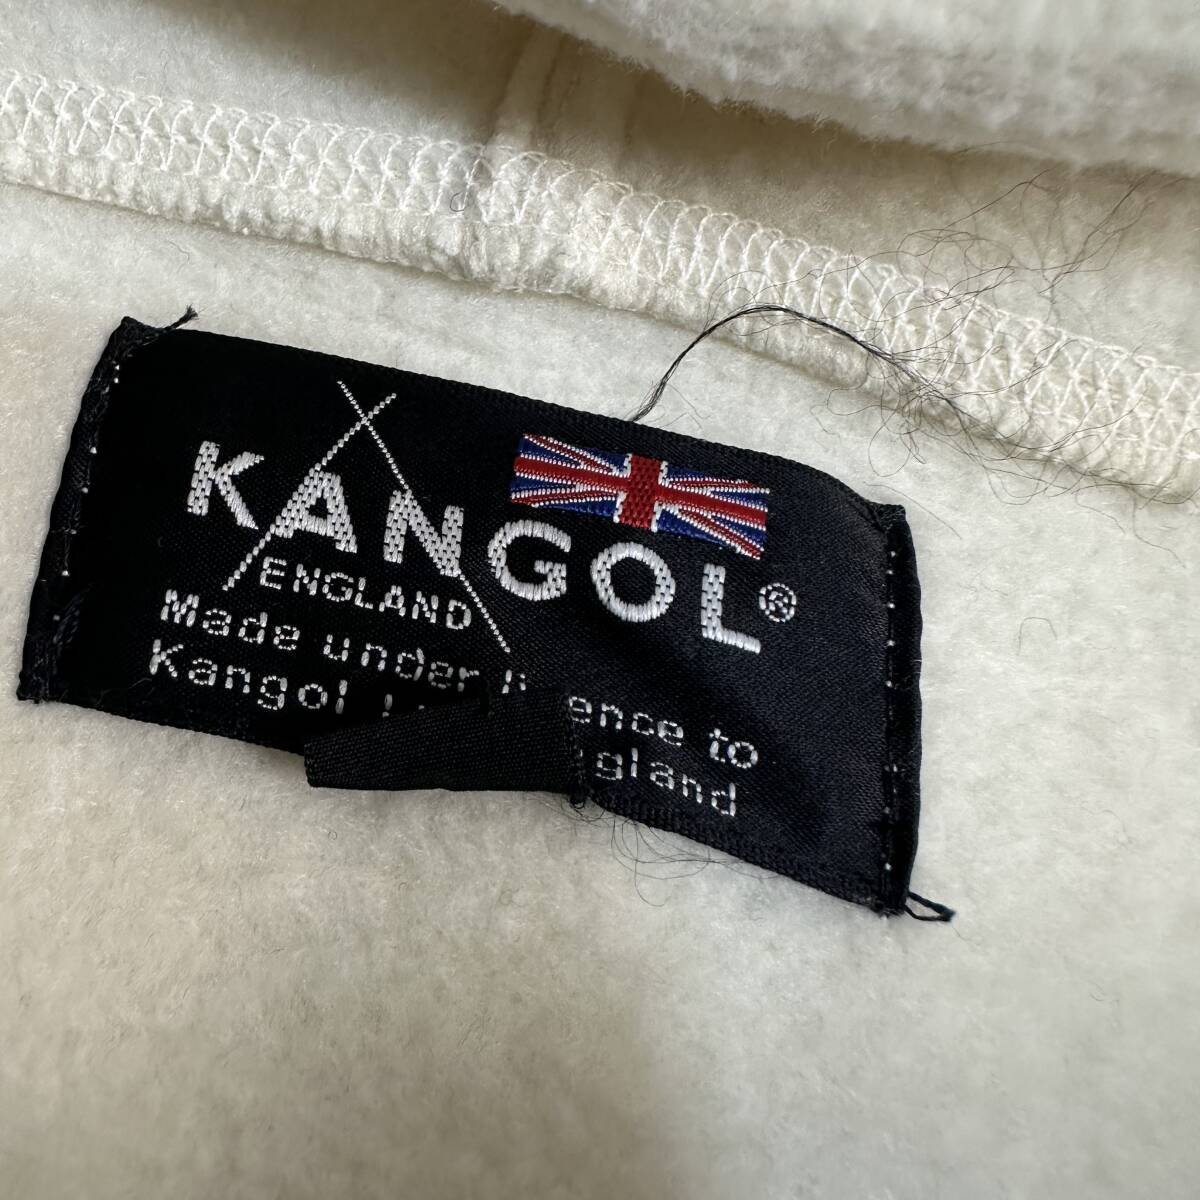 KANGOL®
ENGLAND
Made under ence to
Kangol gland